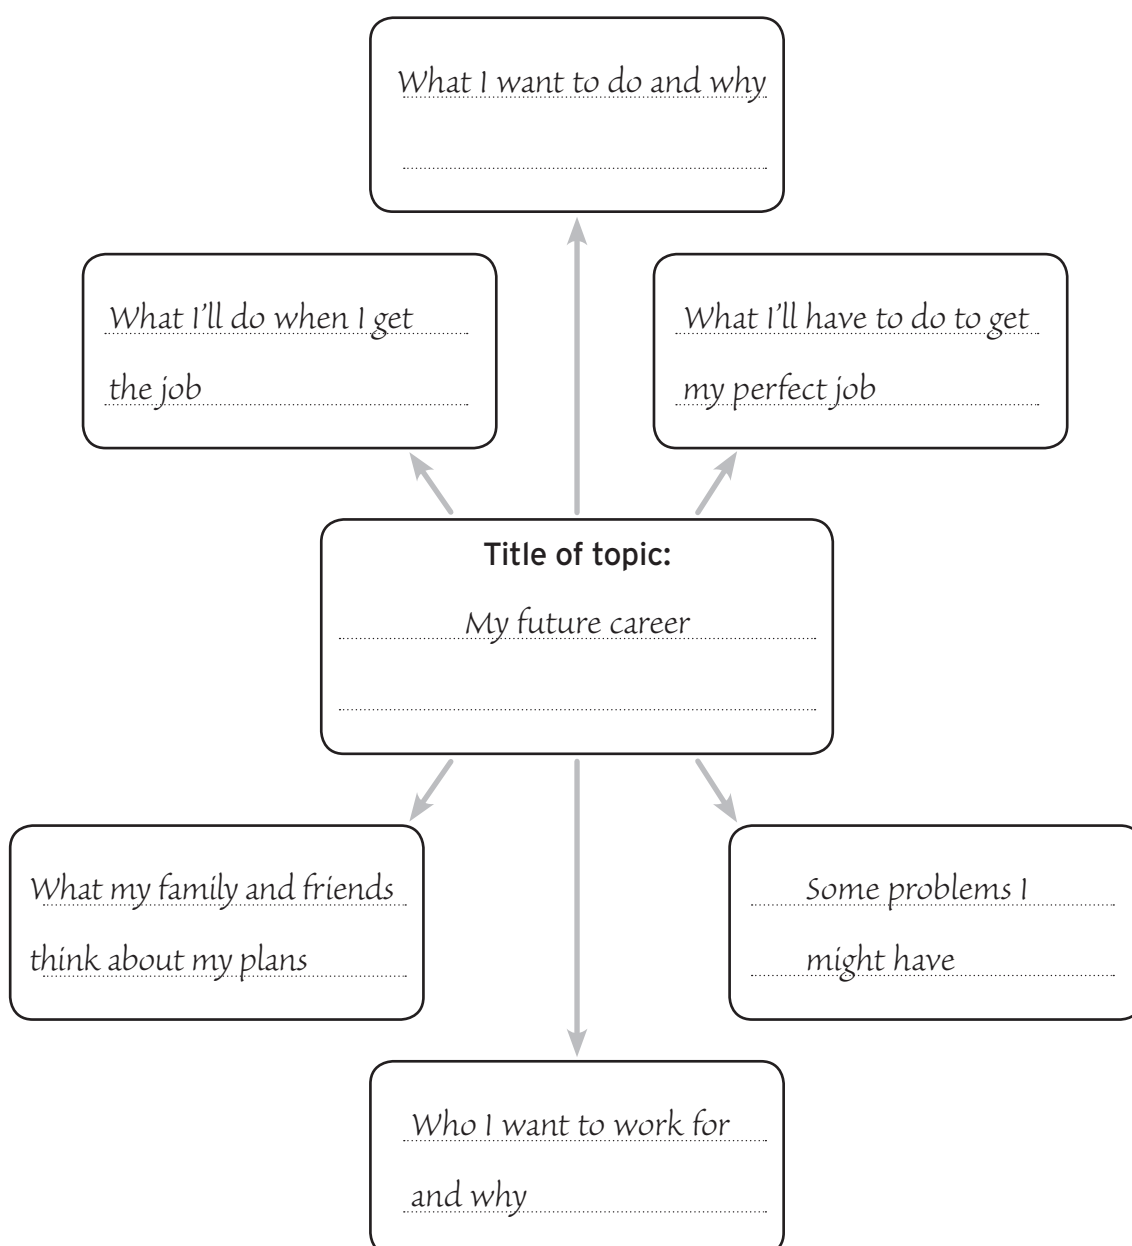 What I want to do and why
What I'll do when I get
the job
What I'll have to do to get
my perfect job
Title of topic:
My future career
What my family and friends
think about my plans
Some problems I
might have
Who I want to work for
and why